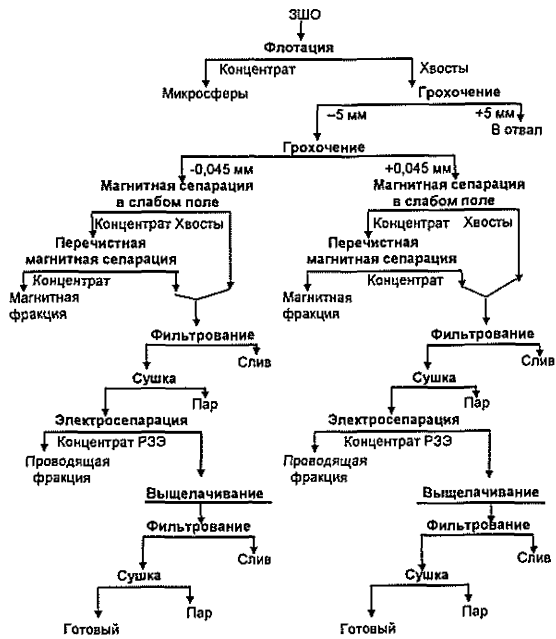 ЗШО
Флотация
Концентрат Хвосты
Микросферы Грохочение
–5 мм +5 мм
Грохочение В отвал
-0,045 мм +0,045 мм
Магнитная сепарация Магнитная сепарация
в слабом поле в слабом поле
Концентрат Хвосты Концентрат Хвосты
Перечистная Перечистная
магнитная сепарация магнитная сепарация
Концентрат Концентрат
Магнитная Магнитная
фракция фракция
Фильтрование Фильтрование
Слив Слив
Сушка Сушка
Пар Пар
Электросепарация Электросепарация
Концентрат РЗЭ Концентрат РЗЭ
Проводящая Проводящая
фракция фракция
Выщелачивание Выщелачивание
Фильтрование Фильтрование
Слив Слив
Сушка Сушка
Пар Пар
Готовый Готовый